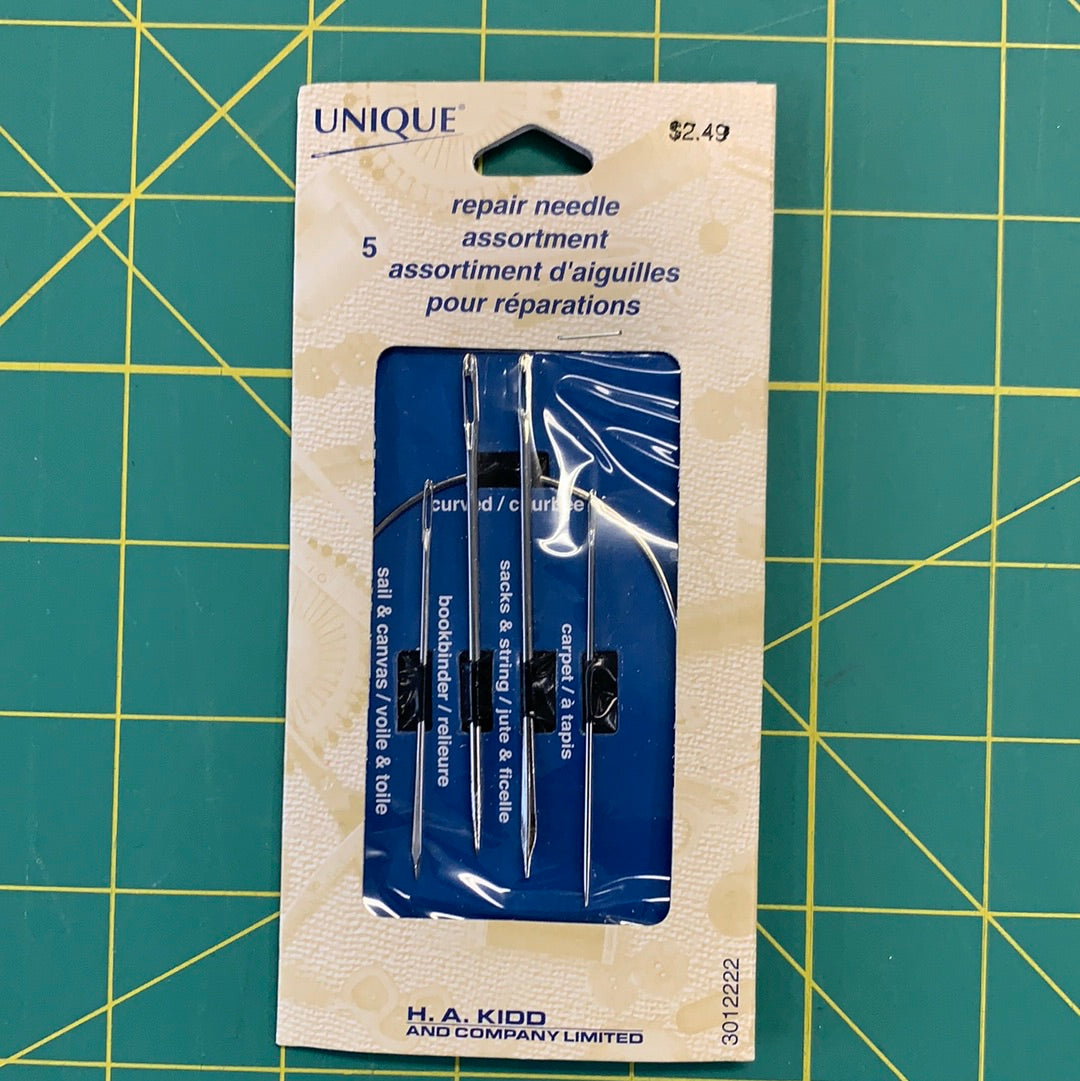 UNIQUE®
$2.49
repair needle
5 assortment
assortiment d'aiguilles
pour réparations
curved / courbée
sail & canvas / voile & toile
bookbinder / relieure
sacks & string / jute & ficelle
carpet / à tapis
H. A. KIDD
AND COMPANY LIMITED
3012222